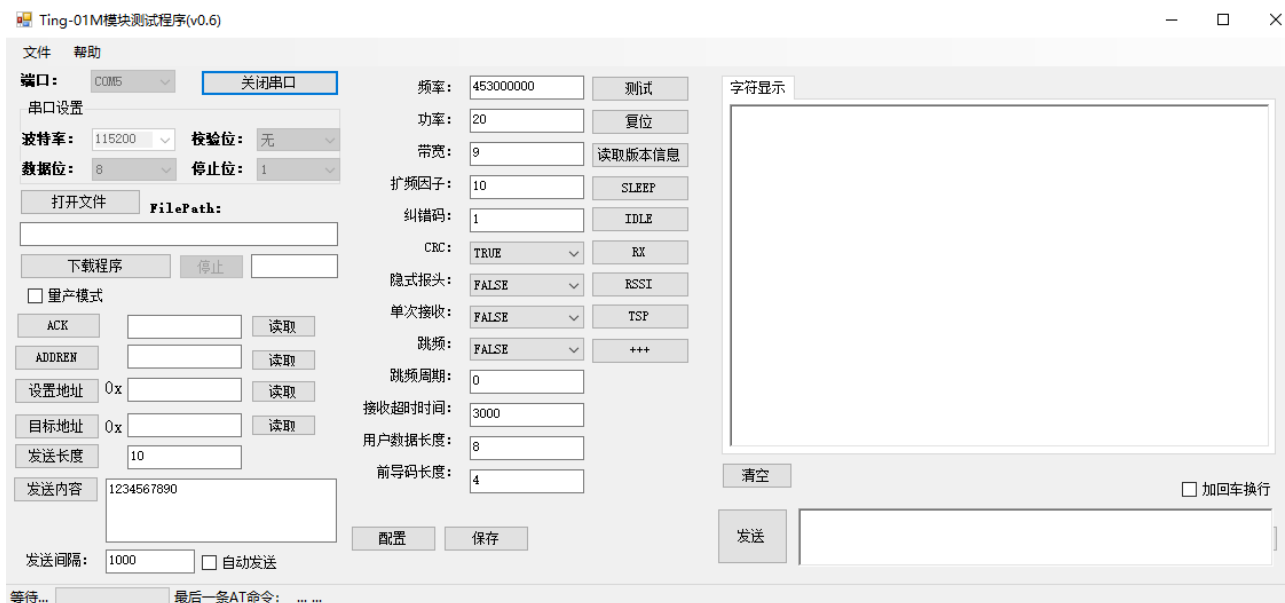 Ting-01M模块测试程序(v0.6)
文件 帮助
端口: COM5 关闭串口
串口设置
波特率: 115200 校验位: 无
数据位: 8 停止位: 1
打开文件 FilePath:
下载程序 停止
量产模式
ACK 读取
ADDREN 读取
设置地址 0x 读取
目标地址 0x 读取
发送长度 10
发送内容 1234567890
发送间隔: 1000 自动发送
频率: 453000000 测试
功率: 20 复位
带宽: 9 读取版本信息
扩频因子: 10 SLEEP
纠错码: 1 IDLE
CRC: TRUE RX
隐式报头: FALSE RSSI
单次接收: FALSE TSP
跳频: FALSE +++
跳频周期: 0
接收超时时间: 3000
用户数据长度: 8
前导码长度: 4
配置 保存
字符显示
清空
加回车换行
发送
等待... 最后一条AT命令: ... ...